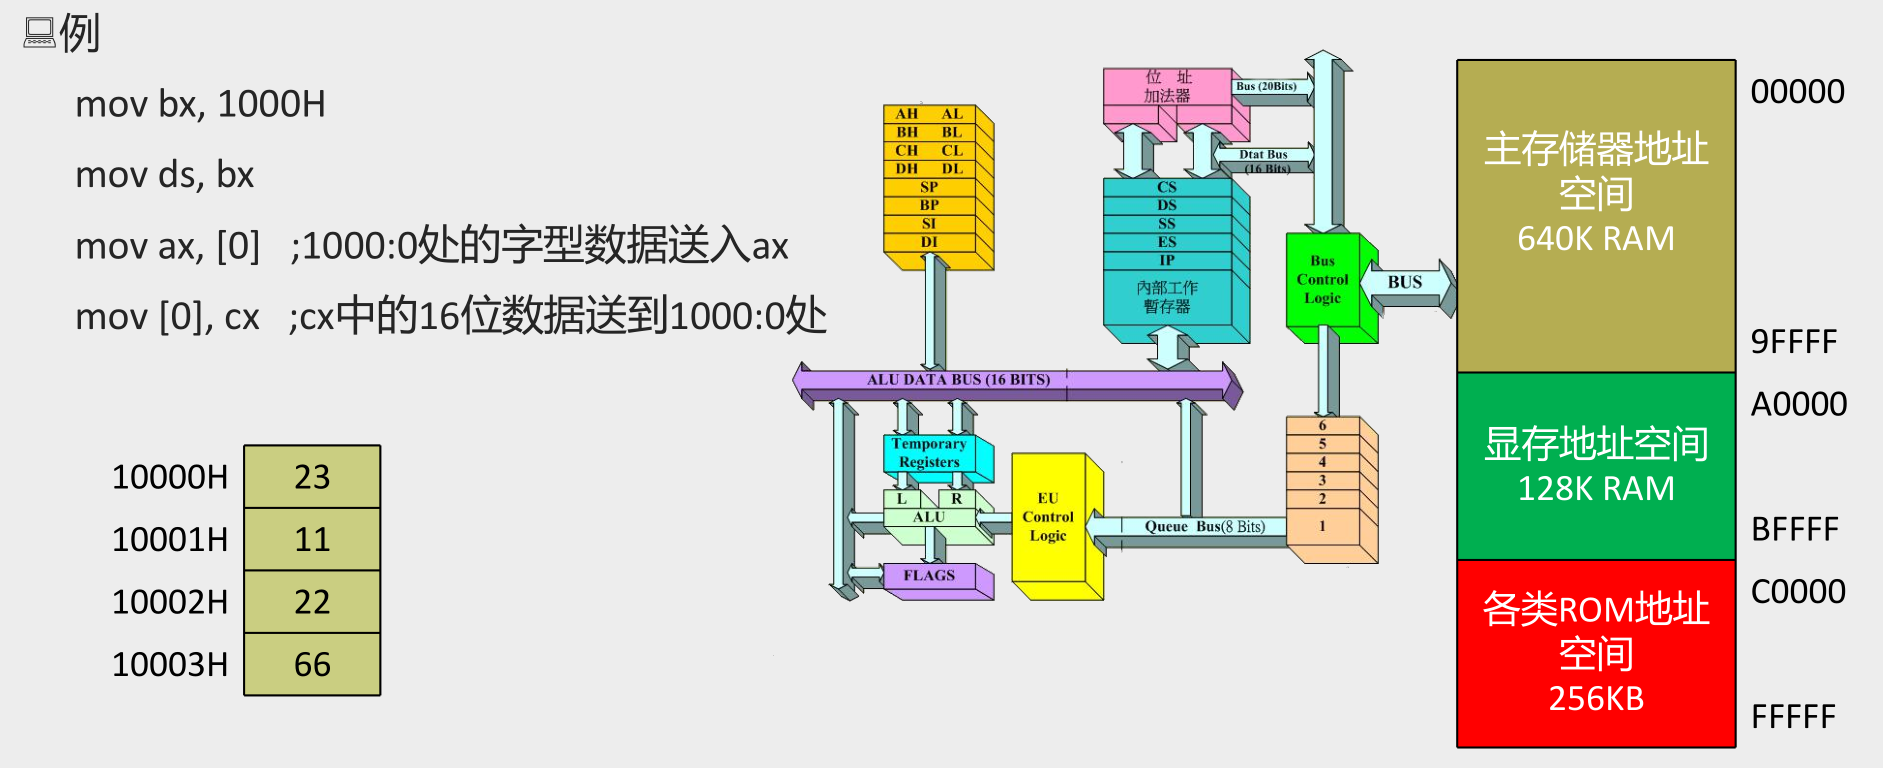 例
mov bx, 1000H
mov ds, bx
mov ax, [0]   ;1000:0处的字型数据送入ax
mov [0], cx   ;cx中的16位数据送到1000:0处
10000H 23
10001H 11
10002H 22
10003H 66
AH AL
BH BL
CH CL
DH DL
SP
BP
SI
DI
位 址
加法器
Bus (20Bits)
Dtat Bus
(16 Bits)
CS
DS
SS
ES
IP
內部工作
暫存器
Bus
Control
Logic
BUS
ALU DATA BUS (16 BITS)
Temporary
Registers
L R
ALU
FLAGS
EU
Control
Logic
Queue Bus(8 Bits)
6
5
4
3
2
1
主存储器地址
空间
640K RAM
00000
9FFFF
显存地址空间
128K RAM
A0000
BFFFF
各类ROM地址
空间
256KB
C0000
FFFFF